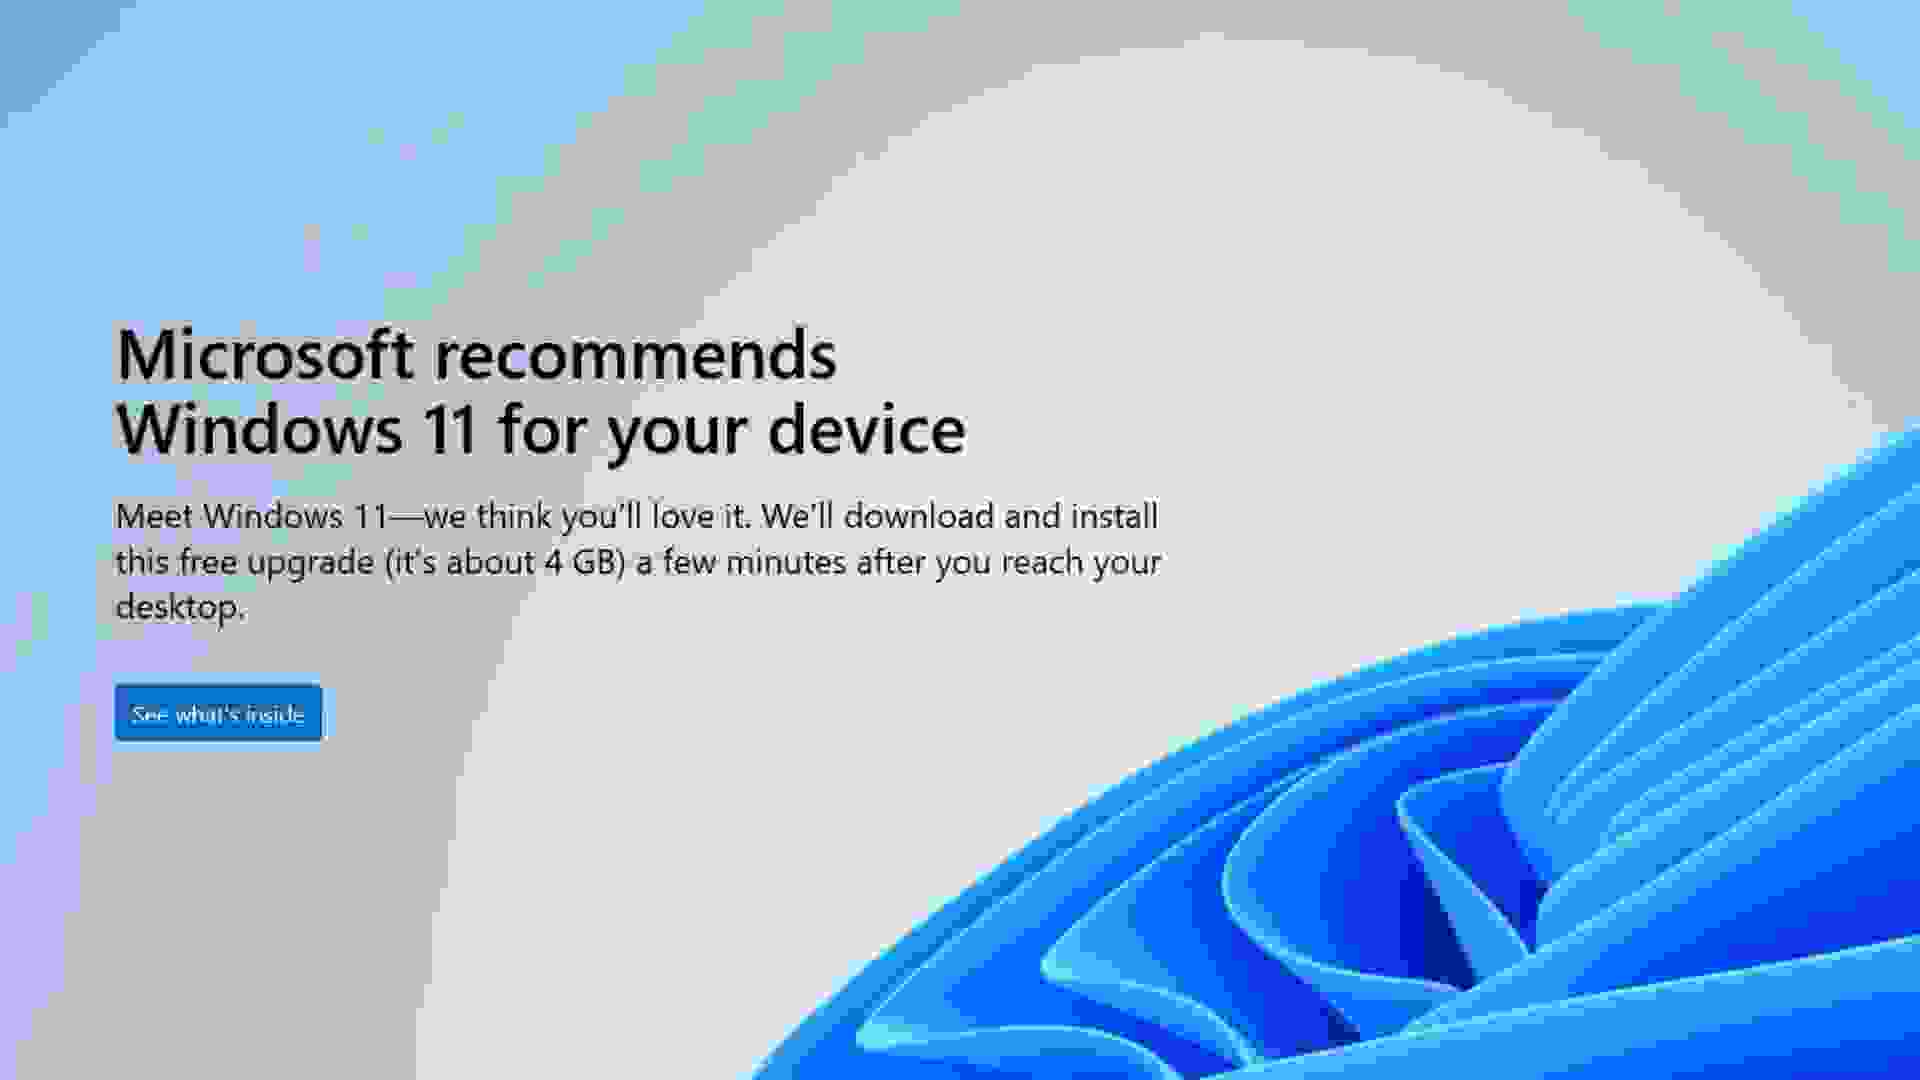 Microsoft recommends
Windows 11 for your device
Meet Windows 11—we think you'll love it. We'll download and install
this free upgrade (it's about 4 GB) a few minutes after you reach your
desktop.
See what's inside